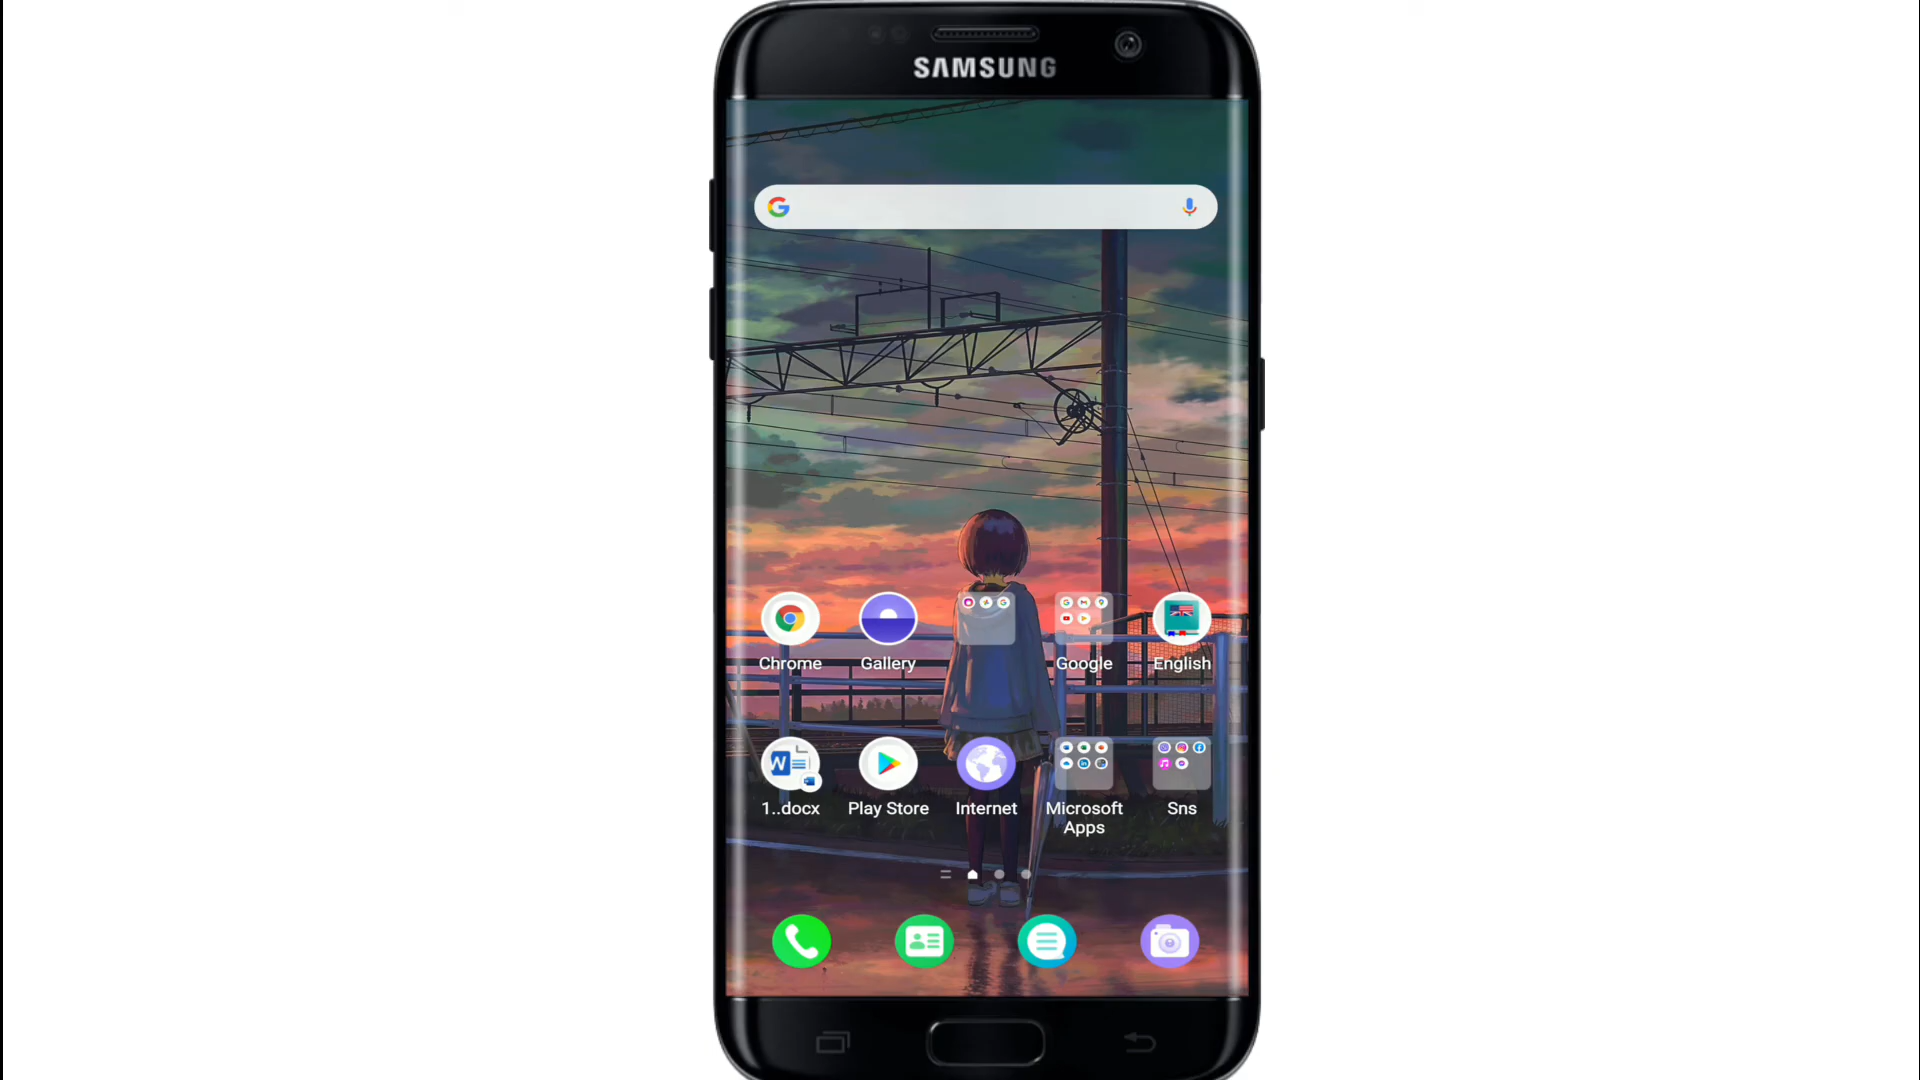 SAMSUNG
Chrome
Gallery
Google
English
W
1..docx
Play Store
Internet
Microsoft
Apps
Sns